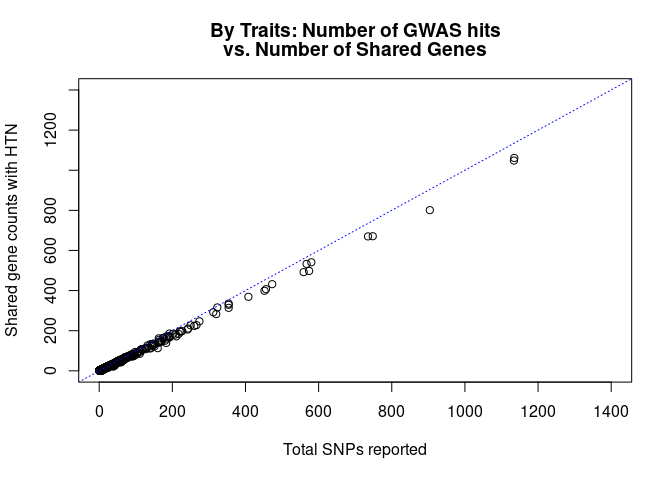 By Traits: Number of GWAS hits
vs. Number of Shared Genes
Shared gene counts with HTN
1200
800
600
400
200
0
0 200 400 600 800 1000 1200 1400
Total SNPs reported